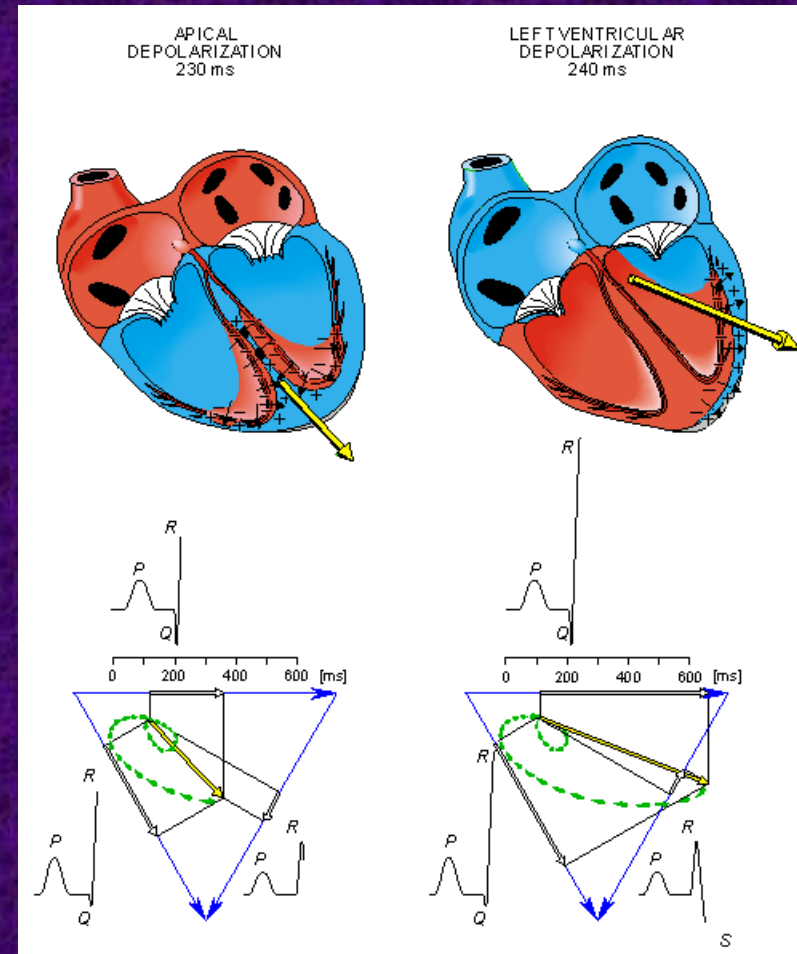 APICAL
DEPOLARIZATION
230 ms
LEFT VENTRICULAR
DEPOLARIZATION
240 ms
R
P
Q
R
P
Q
0 200 400 600 [ms]
0 200 400 600 [ms]
R
P
Q
R
P
R
P
Q
R
P
S